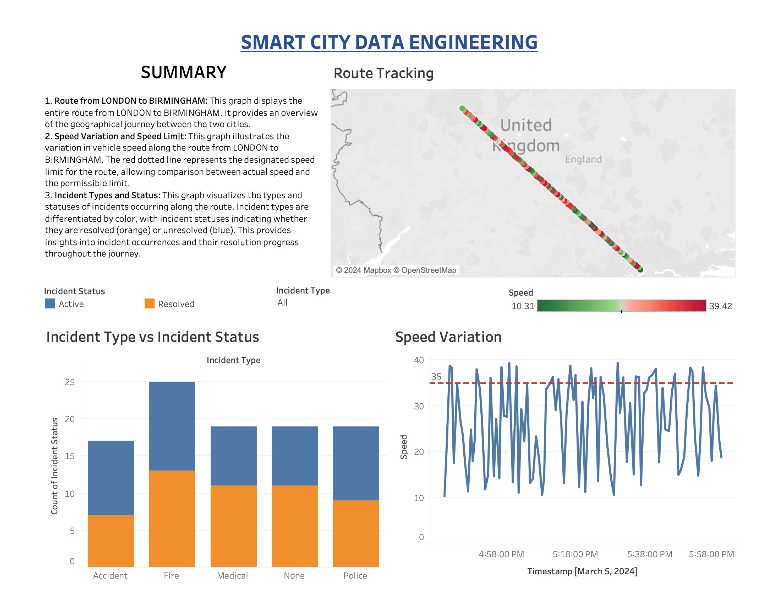 SMART CITY DATA ENGINEERING
SUMMARY
1. Route from LONDON to BIRMINGHAM: This graph displays the
entire route from LONDON to BIRMINGHAM. It provides an overview
of the geographical journey between the two cities.
2. Speed Variation and Speed Limit: This graph illustrates the
variation in vehicle speed along the route from LONDON to
BIRMINGHAM. The red dotted line represents the designated speed
limit for the route, allowing comparison between actual speed and
the permissible limit.
3. Incident Types and Status: This graph visualizes the types and
statuses of incidents occurring along the route. Incident types are
differentiated by color, with incident statuses indicating whether
they are resolved (orange) or unresolved (blue). This provides
insights into incident occurrences and their resolution progress
throughout the journey.
Route Tracking
United
Kingdom
England
© 2024 Mapbox © OpenStreetMap
Incident Status
Active
Resolved
Incident Type
All
Speed
10.31
39.42
Incident Type vs Incident Status
Incident Type
Count of Incident Status
25
20
15
10
5
0
Accident
Fire
Medical
None
Police
Speed Variation
Speed
40
35
30
20
10
0
4:58:00 PM
5:18:00 PM
5:38:00 PM
5:58:00 PM
Timestamp [March 5, 2024]